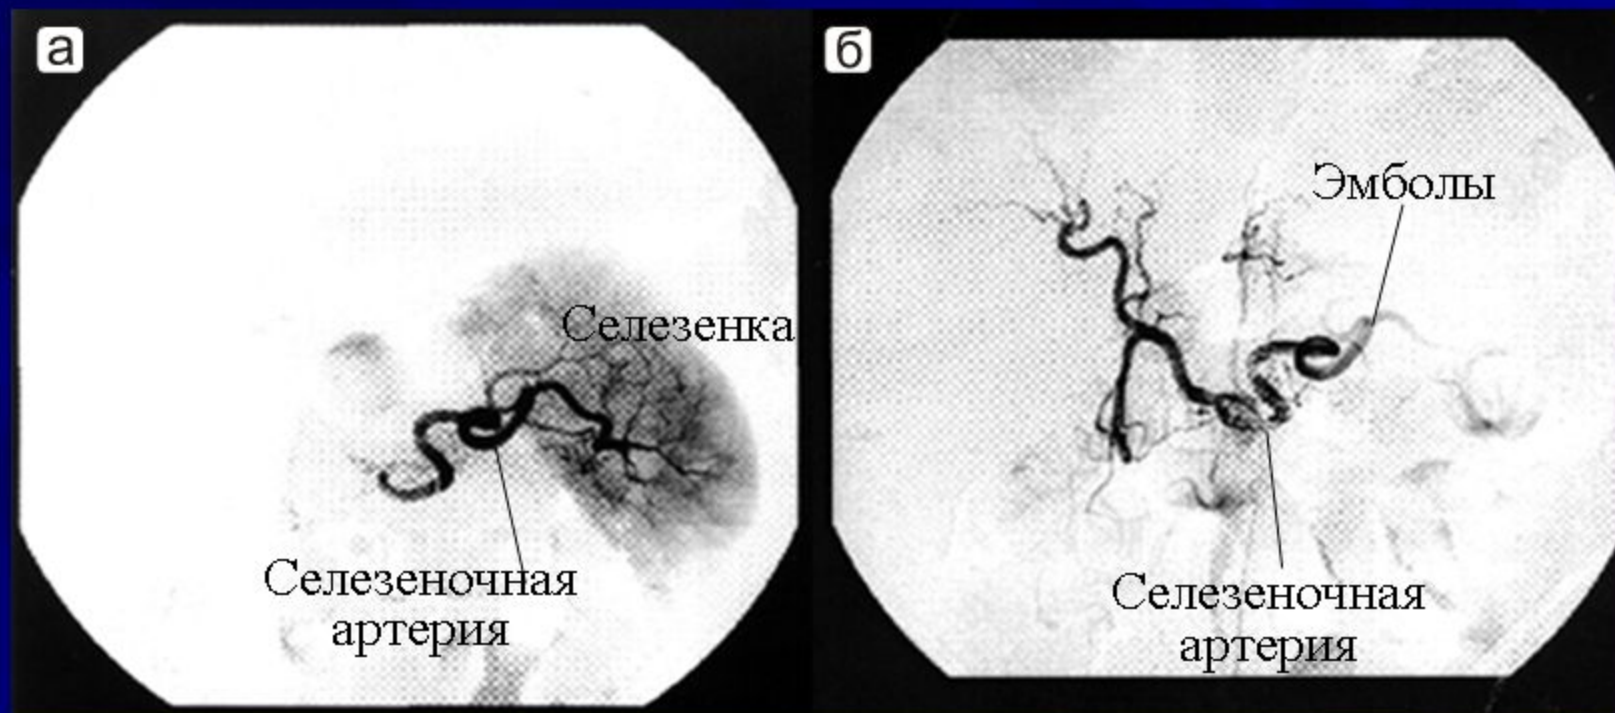 а
Селезенка
Селезеночная
артерия
б
Эмболы
Селезеночная
артерия